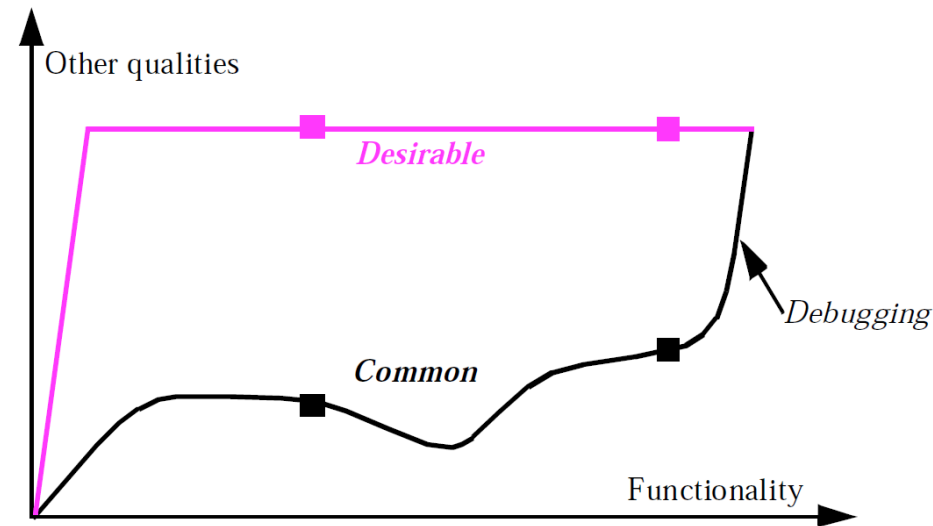 Other qualities
Desirable
Debugging
Common
Functionality